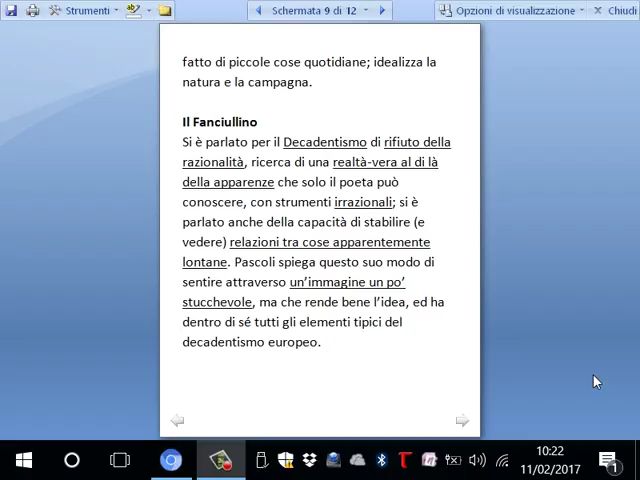 Strumenti
Schermata 9 di 12
Opzioni di visualizzazione
Chiudi
fatto di piccole cose quotidiane; idealizza la
natura e la campagna.
Il Fanciullino
Si è parlato per il Decadentismo di rifiuto della
razionalità, ricerca di una realtà-vera al di là
della apparenze che solo il poeta può
conoscere, con strumenti irrazionali; si è
parlato anche della capacità di stabilire (e
vedere) relazioni tra cose apparentemente
lontane. Pascoli spiega questo suo modo di
sentire attraverso un’immagine un po’
stucchevole, ma che rende bene l’idea, ed ha
dentro di sé tutti gli elementi tipici del
decadentismo europeo.
10:22
11/02/2017
1